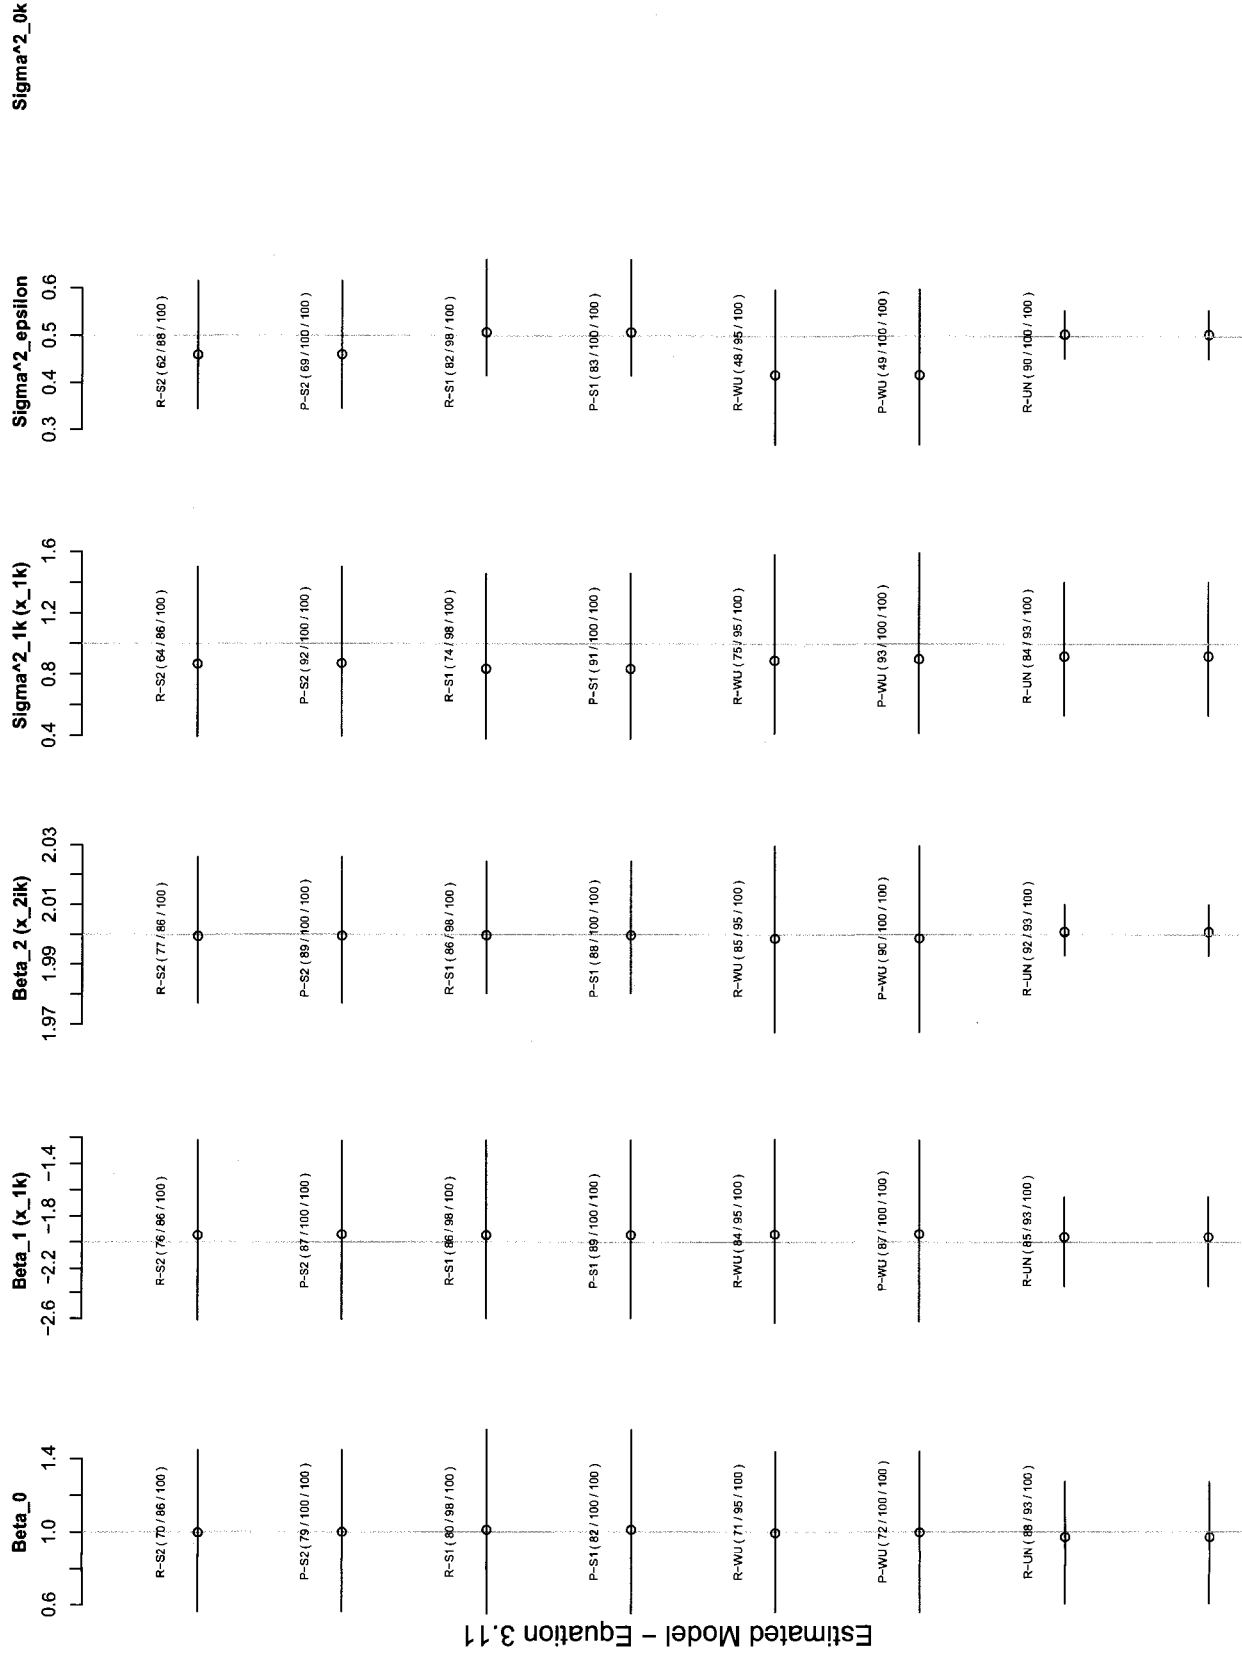 Estimated Model − Equation 3.11
Beta_0
0.6 1.0 1.4
R−S2 ( 70 / 86 / 100 )
P−S2 ( 79 / 100 / 100 )
R−S1 ( 80 / 98 / 100 )
P−S1 ( 82 / 100 / 100 )
R−WU ( 71 / 95 / 100 )
P−WU ( 72 / 100 / 100 )
R−UN ( 88 / 93 / 100 )
Beta_1 (x_1k)
−2.6 −2.2 −1.8 −1.4
R−S2 ( 76 / 86 / 100 )
P−S2 ( 87 / 100 / 100 )
R−S1 ( 86 / 98 / 100 )
P−S1 ( 89 / 100 / 100 )
R−WU ( 84 / 95 / 100 )
P−WU ( 87 / 100 / 100 )
R−UN ( 85 / 93 / 100 )
Beta_2 (x_2ik)
1.97 1.99 2.01 2.03
R−S2 ( 77 / 86 / 100 )
P−S2 ( 89 / 100 / 100 )
R−S1 ( 86 / 98 / 100 )
P−S1 ( 88 / 100 / 100 )
R−WU ( 85 / 95 / 100 )
P−WU ( 90 / 100 / 100 )
R−UN ( 92 / 93 / 100 )
Sigma^2_1k (x_1k)
0.4 0.8 1.2 1.6
R−S2 ( 64 / 86 / 100 )
P−S2 ( 92 / 100 / 100 )
R−S1 ( 74 / 98 / 100 )
P−S1 ( 91 / 100 / 100 )
R−WU ( 75 / 95 / 100 )
P−WU ( 93 / 100 / 100 )
R−UN ( 84 / 93 / 100 )
Sigma^2_epsilon
0.3 0.4 0.5 0.6
R−S2 ( 62 / 88 / 100 )
P−S2 ( 69 / 100 / 100 )
R−S1 ( 82 / 98 / 100 )
P−S1 ( 83 / 100 / 100 )
R−WU ( 48 / 95 / 100 )
P−WU ( 49 / 100 / 100 )
R−UN ( 90 / 100 / 100 )
Sigma^2_0k